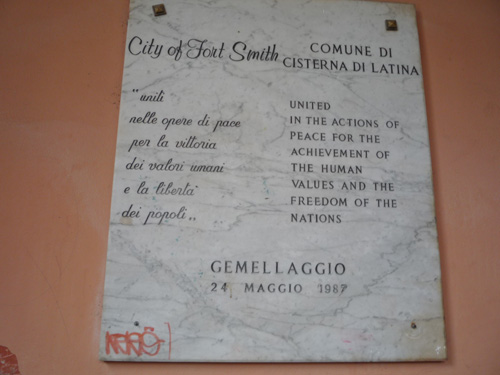 City of Fort Smith
COMUNE DI
CISTERNA DI LATINA
"uniti
nelle opere di pace
per la vittoria
dei valori umani
e la liberta'
dei popoli„
UNITED
IN THE ACTIONS OF
PEACE FOR THE
ACHIEVEMENT OF
THE HUMAN
VALUES AND THE
FREEDOM OF THE
NATIONS
GEMELLAGGIO
24 MAGGIO 1987